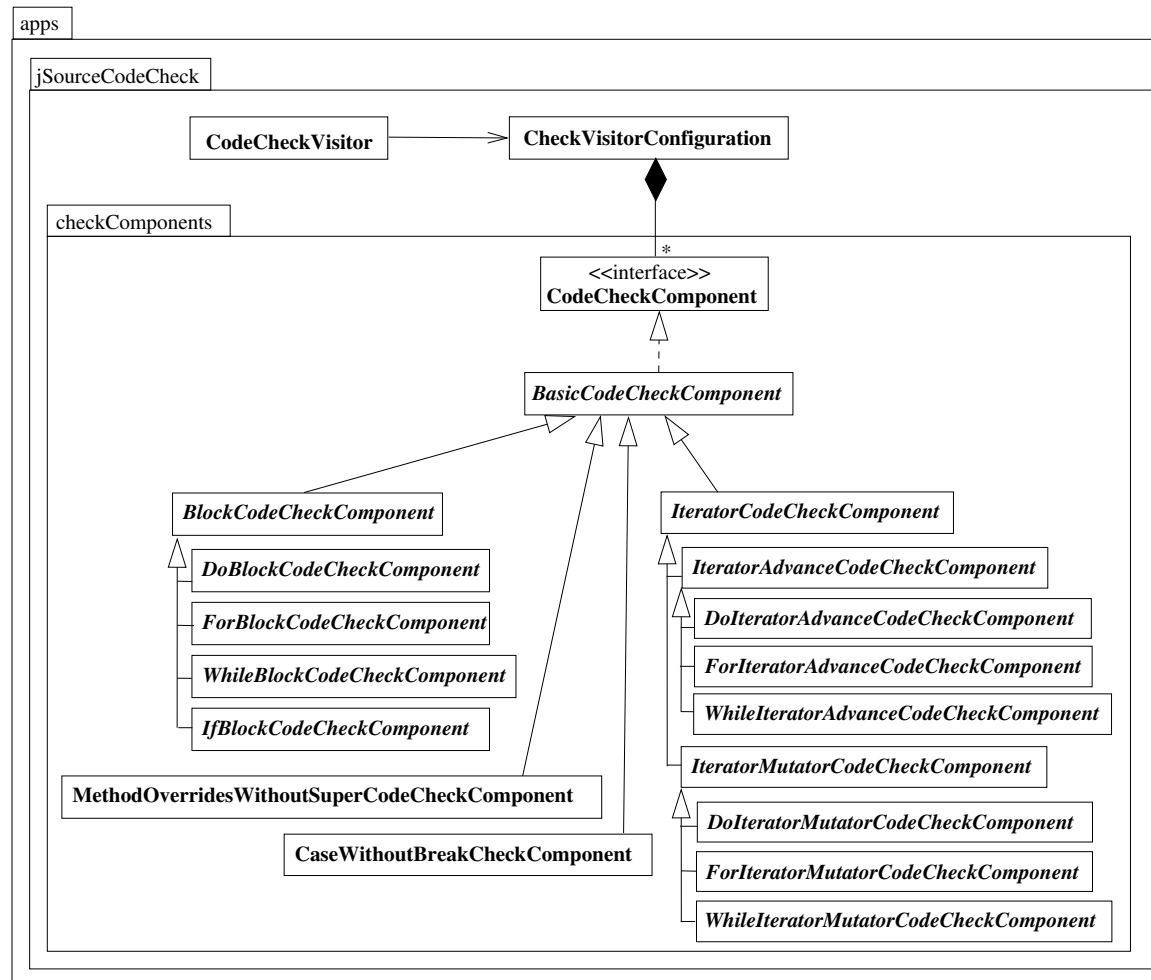 apps
jSourceCodeCheck
CodeCheckVisitor
CheckVisitorConfiguration
checkComponents
*
<<interface>>
CodeCheckComponent
BasicCodeCheckComponent
BlockCodeCheckComponent
DoBlockCodeCheckComponent
ForBlockCodeCheckComponent
WhileBlockCodeCheckComponent
IfBlockCodeCheckComponent
MethodOverridesWithoutSuperCodeCheckComponent
CaseWithoutBreakCheckComponent
IteratorCodeCheckComponent
IteratorAdvanceCodeCheckComponent
DoIteratorAdvanceCodeCheckComponent
ForIteratorAdvanceCodeCheckComponent
WhileIteratorAdvanceCodeCheckComponent
IteratorMutatorCodeCheckComponent
DoIteratorMutatorCodeCheckComponent
ForIteratorMutatorCodeCheckComponent
WhileIteratorMutatorCodeCheckComponent